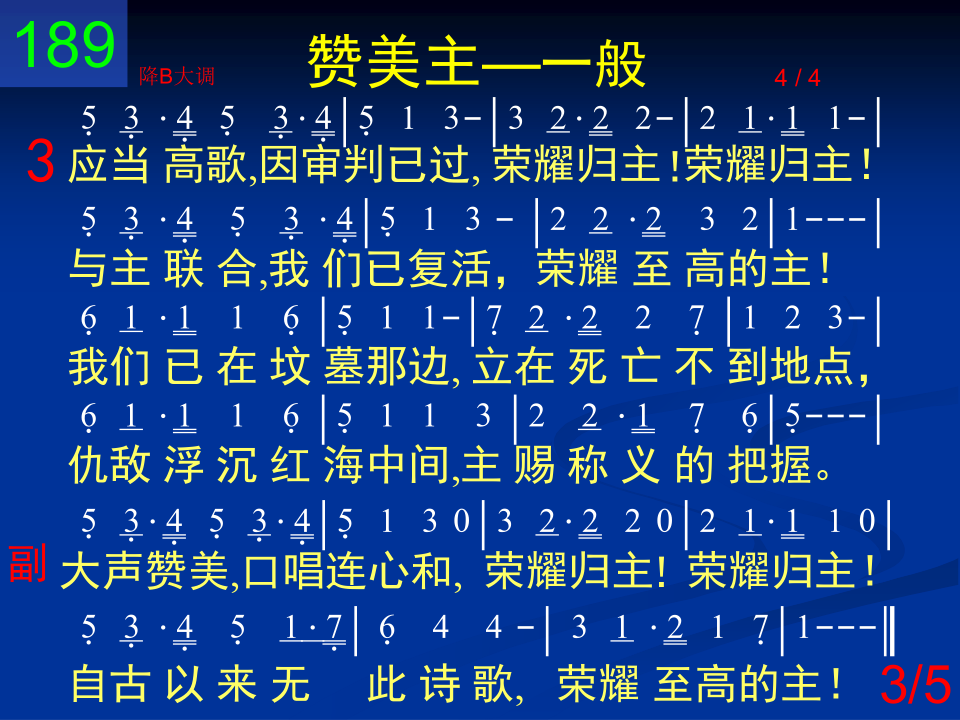 189
赞美主—一般
降B大调
4 / 4
5 3 · 4 5 3 · 4|5 1 3-|3 2 · 2 2-|2 1 · 1 1-|
3 应当 高歌,因审判已过, 荣耀归主!荣耀归主!
5 3 · 4 5 3 · 4|5 1 3 - |2 2 · 2 3 2|1---|
与主 联 合,我 们已复活，荣耀 至 高的主!
6 1 · 1 1 6 |5 1 1-|7 2 · 2 2 7 |1 2 3-|
我们 已 在 坟 墓那边, 立在 死 亡 不 到地点，
6 1 · 1 1 6 |5 1 1 3 |2 2 · 1 7 6|5---|
仇敌 浮 沉 红 海中间,主 赐 称 义 的 把握。
5 3 · 4 5 3 · 4|5 1 3 0|3 2 · 2 2 0|2 1 · 1 1 0|
副 大声赞美,口唱连心和, 荣耀归主! 荣耀归主!
5 3 · 4 5 1 · 7| 6 4 4 -| 3 1 · 2 1 7|1---‖
自古 以 来 无 此 诗 歌, 荣耀 至高的主!
3/5